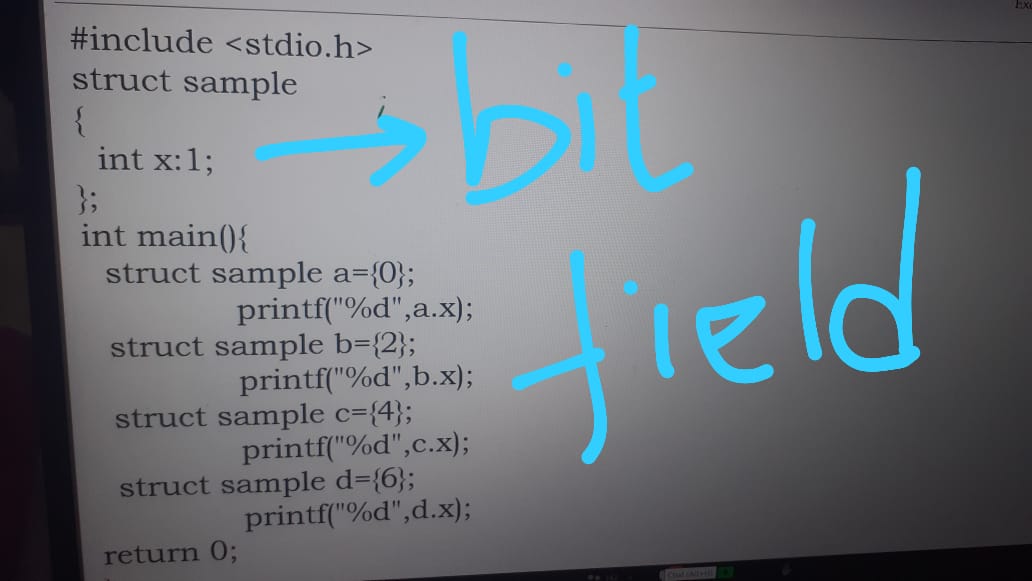 #include <stdio.h>
struct sample
{
int x:1;
bit
};
int main(){
field
struct sample a={0};
printf("%d",a.x);
struct sample b={2};
printf("%d",b.x);
struct sample c={4};
printf("%d",c.x);
struct sample d={6};
printf("%d",d.x);
return 0;